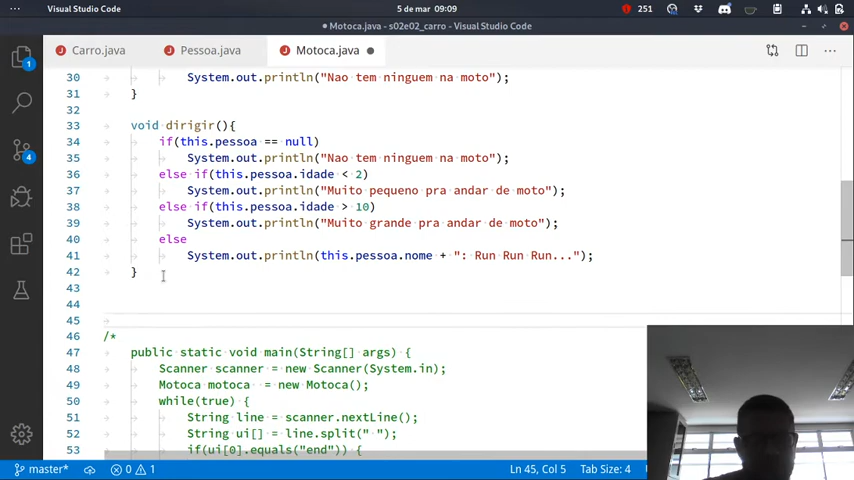 Visual Studio Code
5 de mar 09:09
251
● Motoca.java - s02e02_carro - Visual Studio Code
Carro.java
Pessoa.java
Motoca.java
1
4
30 System.out.println("Nao tem ninguem na moto");
31 }
32
33 void dirigir(){
34 if(this.pessoa == null)
35 System.out.println("Nao tem ninguem na moto");
36 else if(this.pessoa.idade < 2)
37 System.out.println("Muito pequeno pra andar de moto");
38 else if(this.pessoa.idade > 10)
39 System.out.println("Muito grande pra andar de moto");
40 else
41 System.out.println(this.pessoa.nome + ": Run Run Run...");
42 }
43
44
45
46 /*
47 public static void main(String[] args) {
48 Scanner scanner = new Scanner(System.in);
49 Motoca motoca  = new Motoca();
50 while(true) {
51 String line = scanner.nextLine();
52 String ui[] = line.split(" ");
53 if(ui[0].equals("end")) {
master* 0 1 Ln 45, Col 5 Tab Size: 4